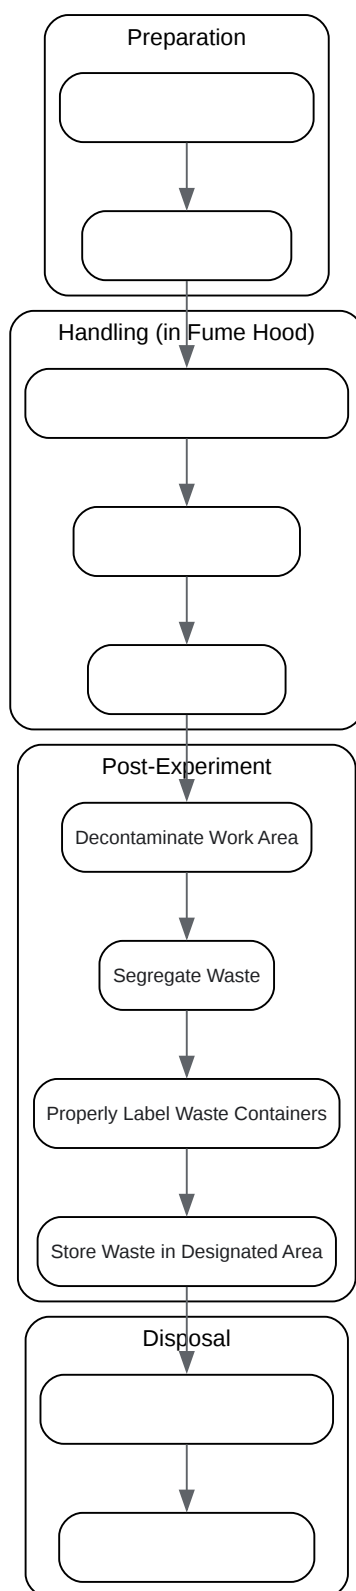 Preparation
Handling (in Fume Hood)
Post-Experiment
Decontaminate Work Area
Segregate Waste
Properly Label Waste Containers
Store Waste in Designated Area
Disposal